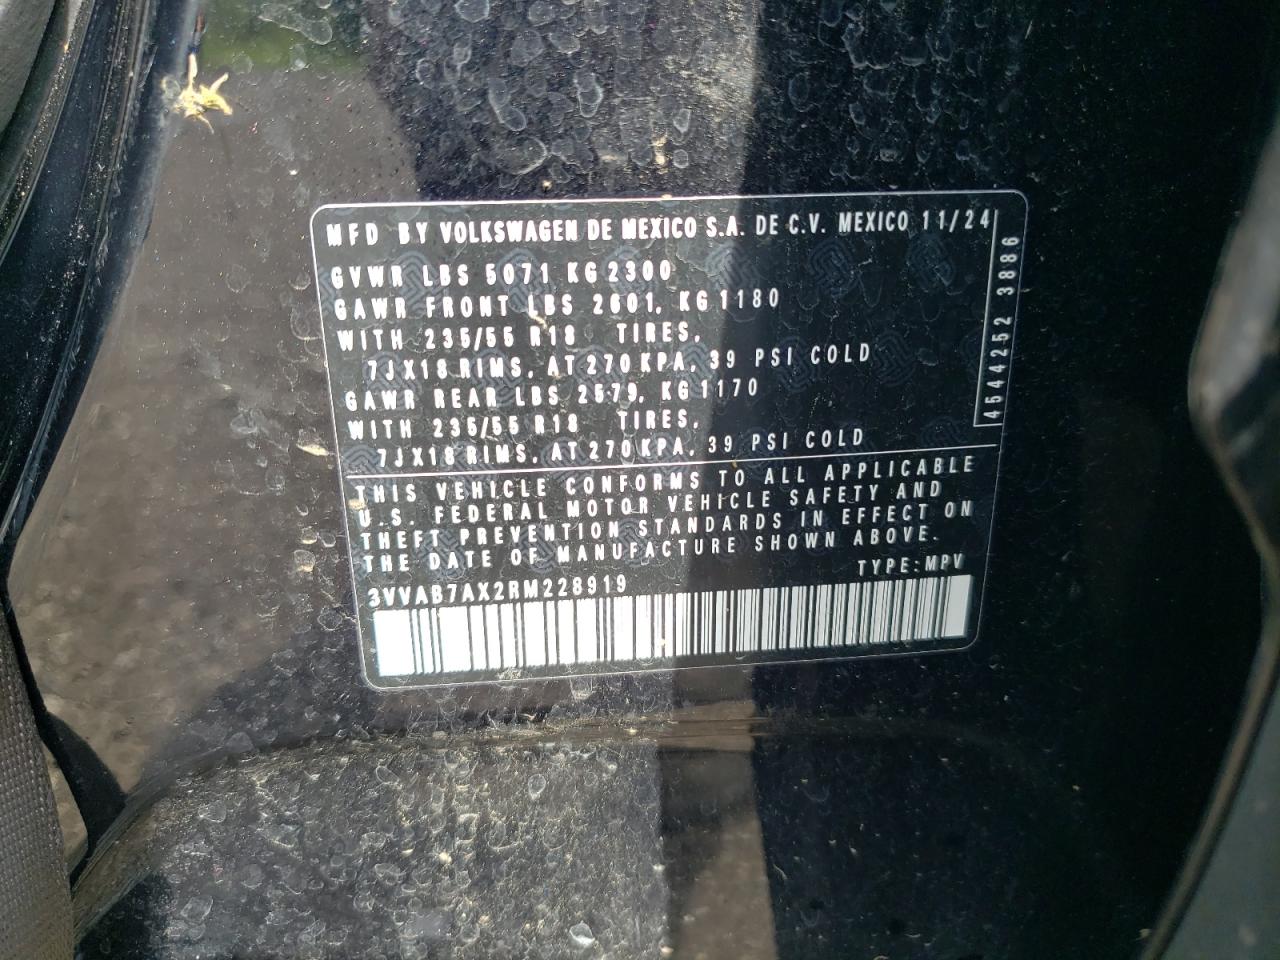 MFD BY VOLKSWAGEN DE MEXICO S.A. DE C.V. MEXICO 11/24
GVWR LBS 5071 KG 2300
GAWR FRONT LBS 2601, KG 1180
WITH 235/55 R18 TIRES,
7JX18 RIMS, AT 270 KPA, 39 PSI COLD
GAWR REAR LBS 2579, KG 1170
WITH 235/55 R18 TIRES,
7JX18 RIMS, AT 270 KPA, 39 PSI COLD
4544252 3886
THIS VEHICLE CONFORMS TO ALL APPLICABLE
U.S. FEDERAL MOTOR VEHICLE SAFETY AND
THEFT PREVENTION STANDARDS IN EFFECT ON
THE DATE OF MANUFACTURE SHOWN ABOVE.
TYPE: MPV
3VVAB7AX2RM228919